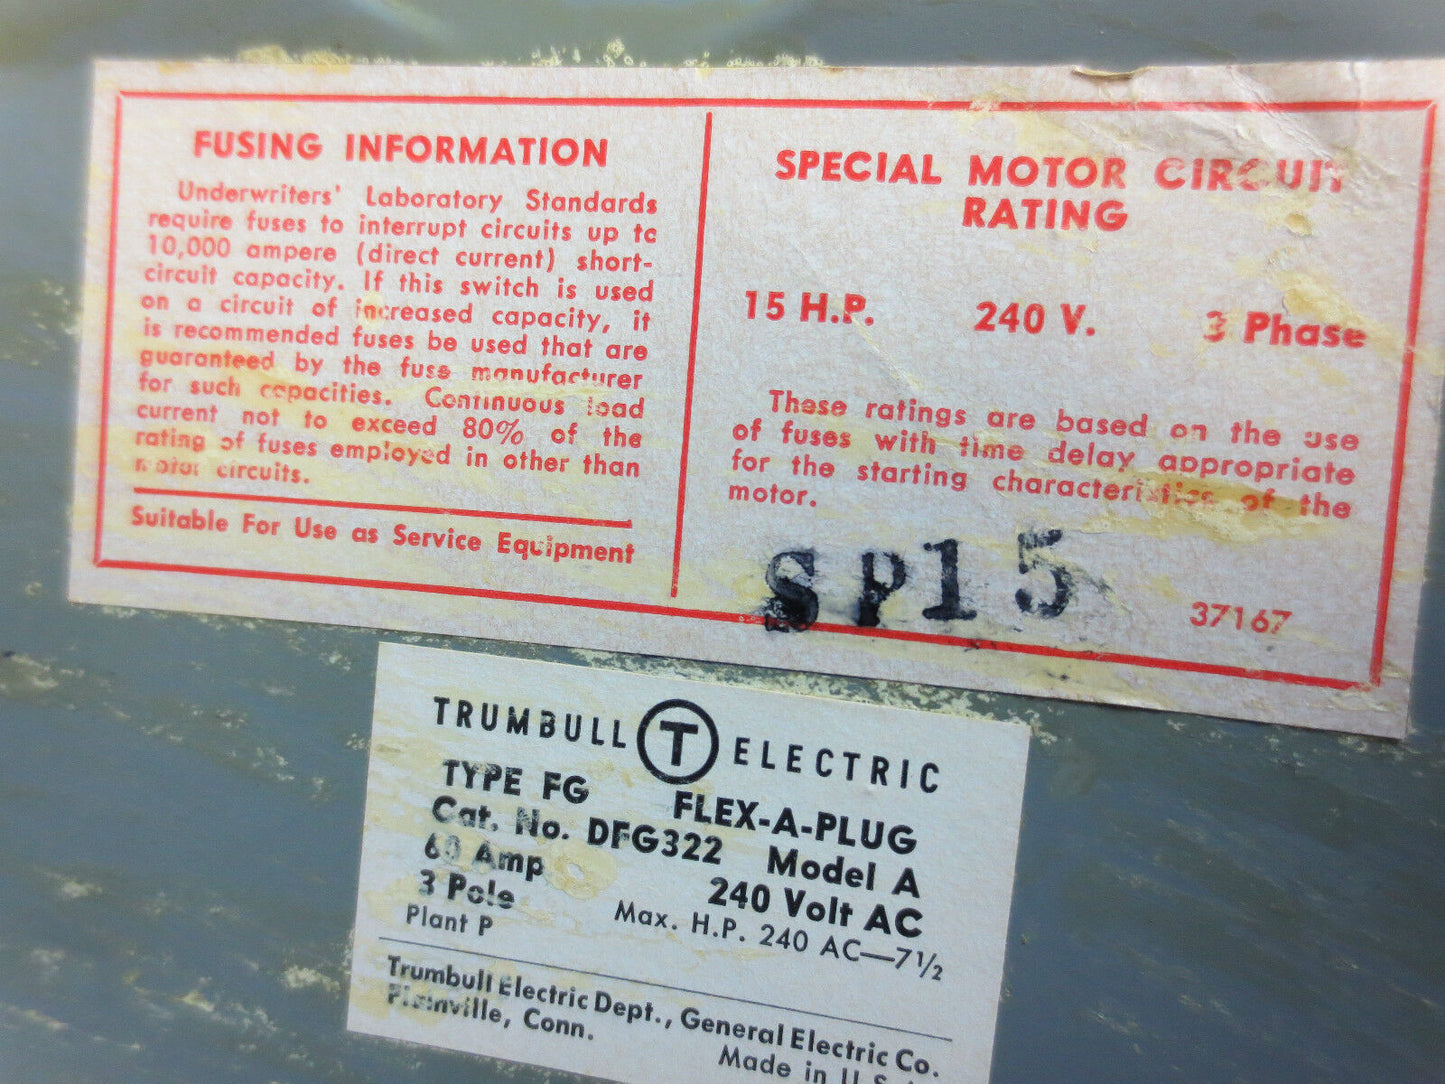 FUSING INFORMATION
Underwriters' Laboratory Standards
require fuses to interrupt circuits up to
10,000 ampere (direct current) short-
circuit capacity. If this switch is used
on a circuit of increased capacity, it
is recommended fuses be used that are
guaranteed by the fuse manufacturer
for such capacities. Continuous load
current not to exceed 80% of the
rating of fuses employed in other than
motor circuits.
Suitable For Use as Service Equipment
SPECIAL MOTOR CIRCUIT
RATING
15 H.P. 240 V. 3 Phase
These ratings are based on the use
of fuses with time delay appropriate
for the starting characteristics of the
motor.
SP15
37167
TRUMBULL T ELECTRIC
TYPE FG FLEX-A-PLUG
Cat. No. DFG322 Model A
60 Amp 240 Volt AC
3 Pole Max. H.P. 240 AC—7½
Plant P
Trumbull Electric Dept., General Electric Co.
Plainville, Conn.
Made in U.S.